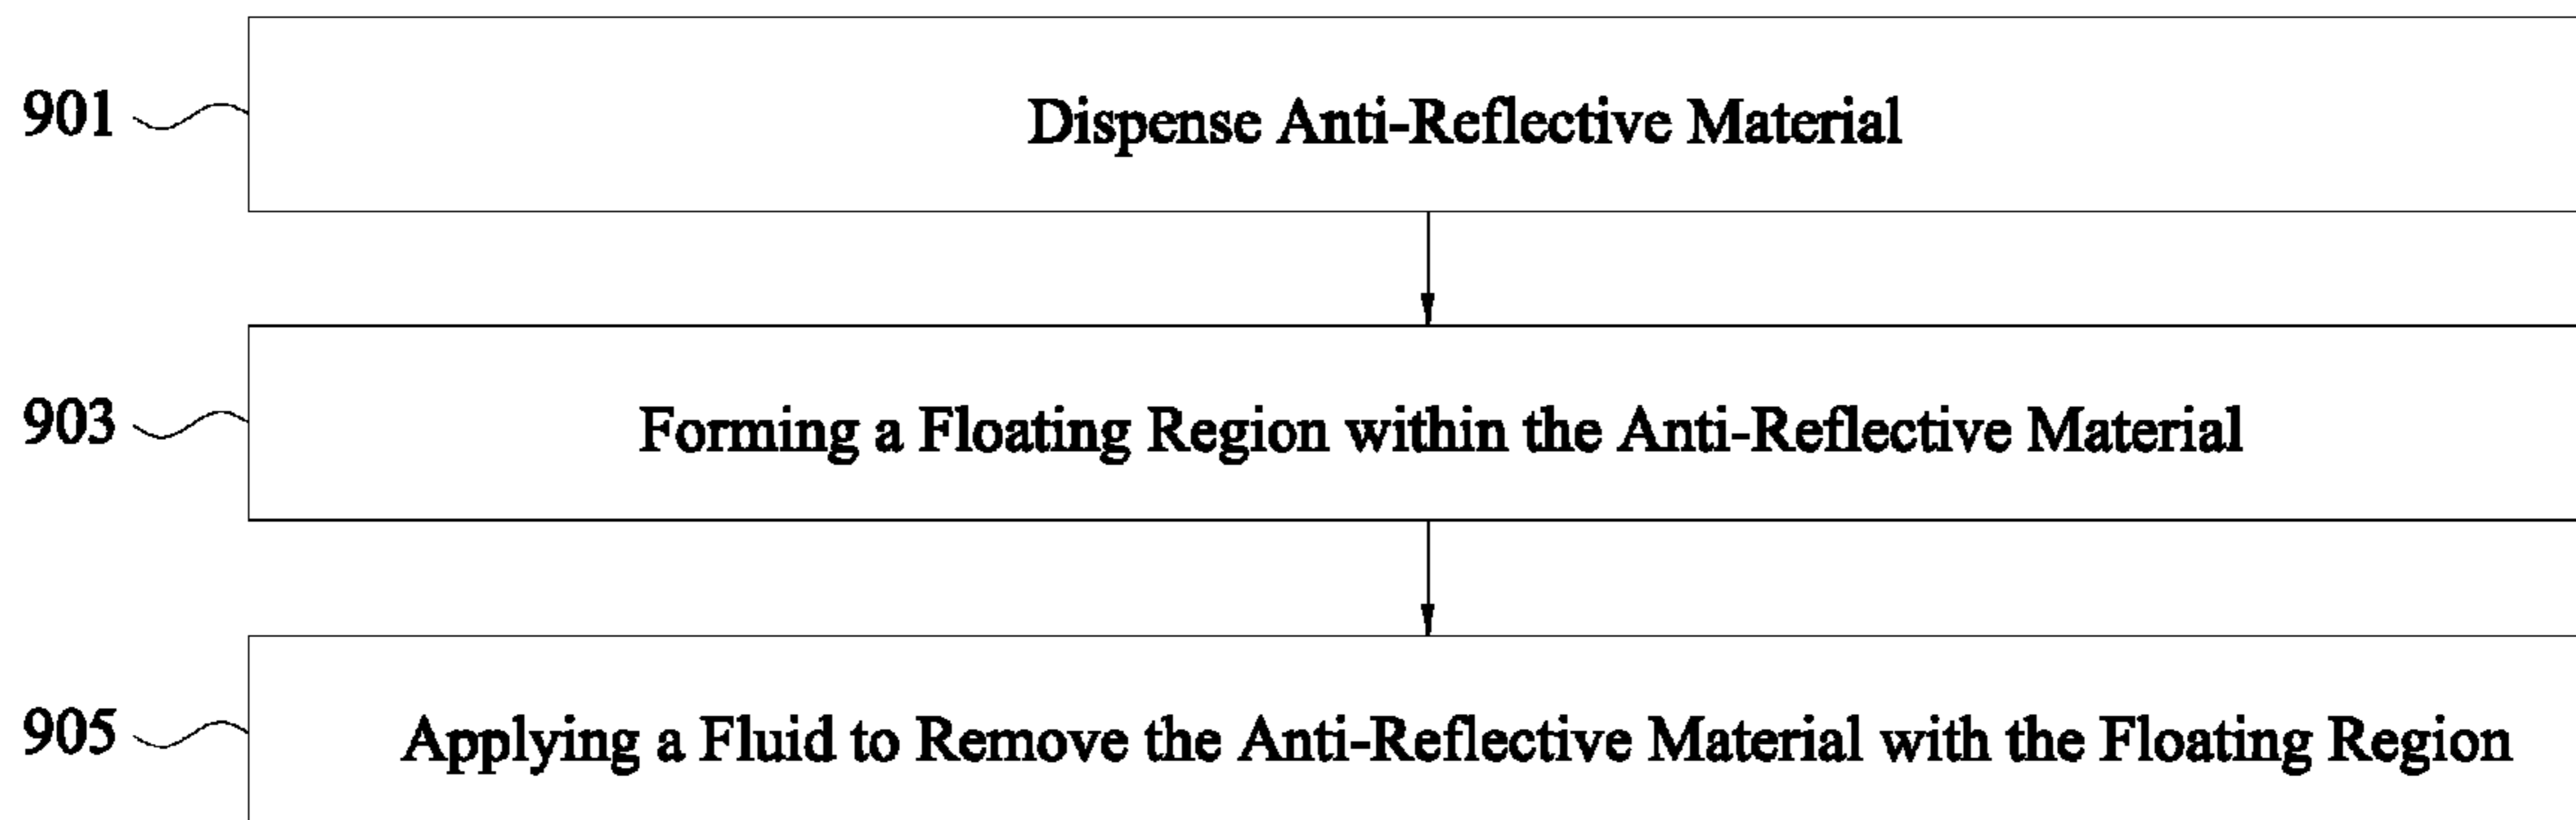 901 Dispense Anti-Reflective Material
903 Forming a Floating Region within the Anti-Reflective Material
905 Applying a Fluid to Remove the Anti-Reflective Material with the Floating Region